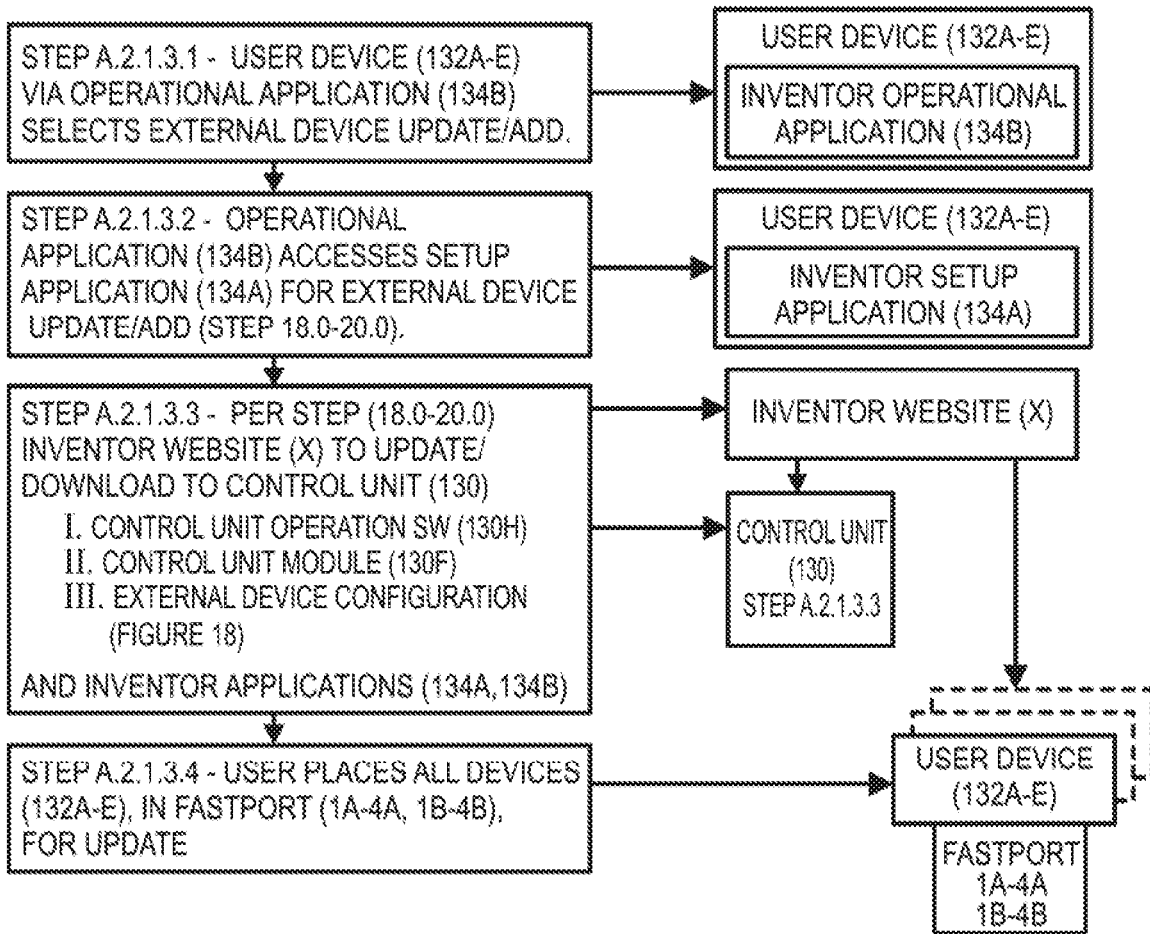 STEP A.2.1.3.1 - USER DEVICE (132A-E)
VIA OPERATIONAL APPLICATION (134B)
SELECTS EXTERNAL DEVICE UPDATE/ADD.
USER DEVICE (132A-E)
INVENTOR OPERATIONAL
APPLICATION (134B)
STEP A.2.1.3.2 - OPERATIONAL
APPLICATION (134B) ACCESSES SETUP
APPLICATION (134A) FOR EXTERNAL DEVICE
UPDATE/ADD (STEP 18.0-20.0).
USER DEVICE (132A-E)
INVENTOR SETUP
APPLICATION (134A)
STEP A.2.1.3.3 - PER STEP (18.0-20.0)
INVENTOR WEBSITE (X) TO UPDATE/
DOWNLOAD TO CONTROL UNIT (130)
I. CONTROL UNIT OPERATION SW (130H)
II. CONTROL UNIT MODULE (130F)
III. EXTERNAL DEVICE CONFIGURATION
(FIGURE 18)
AND INVENTOR APPLICATIONS (134A,134B)
INVENTOR WEBSITE (X)
CONTROL UNIT
(130)
STEP A.2.1.3.3
STEP A.2.1.3.4 - USER PLACES ALL DEVICES
(132A-E), IN FASTPORT (1A-4A, 1B-4B),
FOR UPDATE
USER DEVICE
(132A-E)
FASTPORT
1A-4A
1B-4B